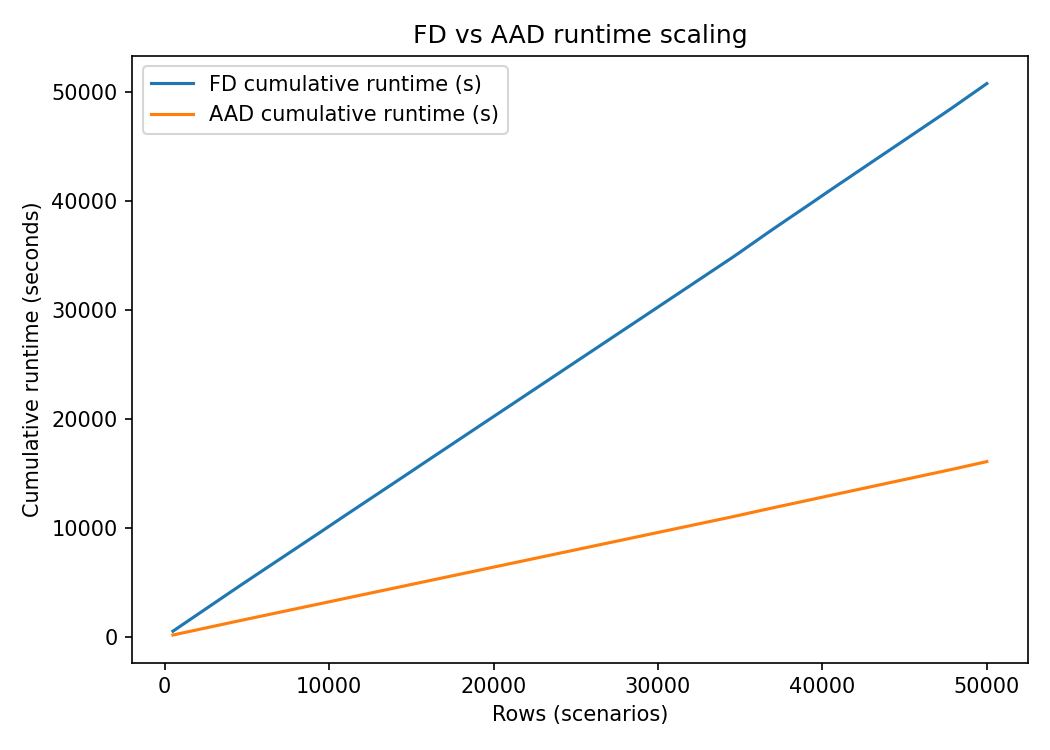 FD vs AAD runtime scaling
FD cumulative runtime (s)
AAD cumulative runtime (s)
Cumulative runtime (seconds)
50000
40000
30000
20000
10000
0
0 10000 20000 30000 40000 50000
Rows (scenarios)